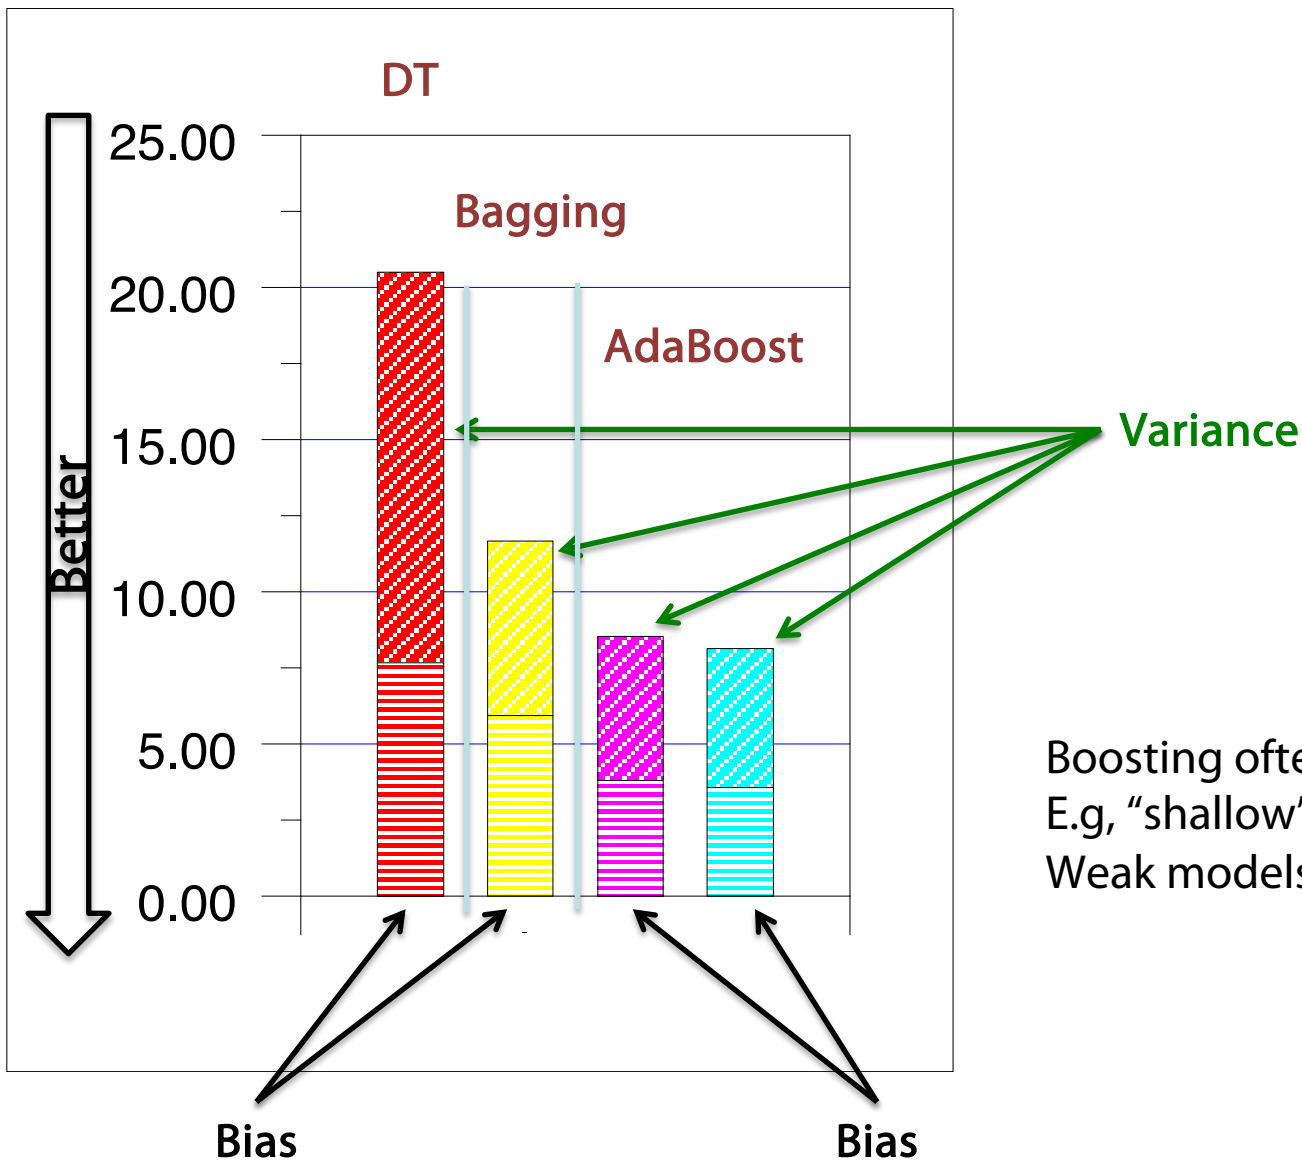 DT
25.00
Bagging
20.00
AdaBoost
15.00
Variance
Better
10.00
5.00
Boosting ofte
E.g, “shallow”
Weak models
0.00
Bias
Bias